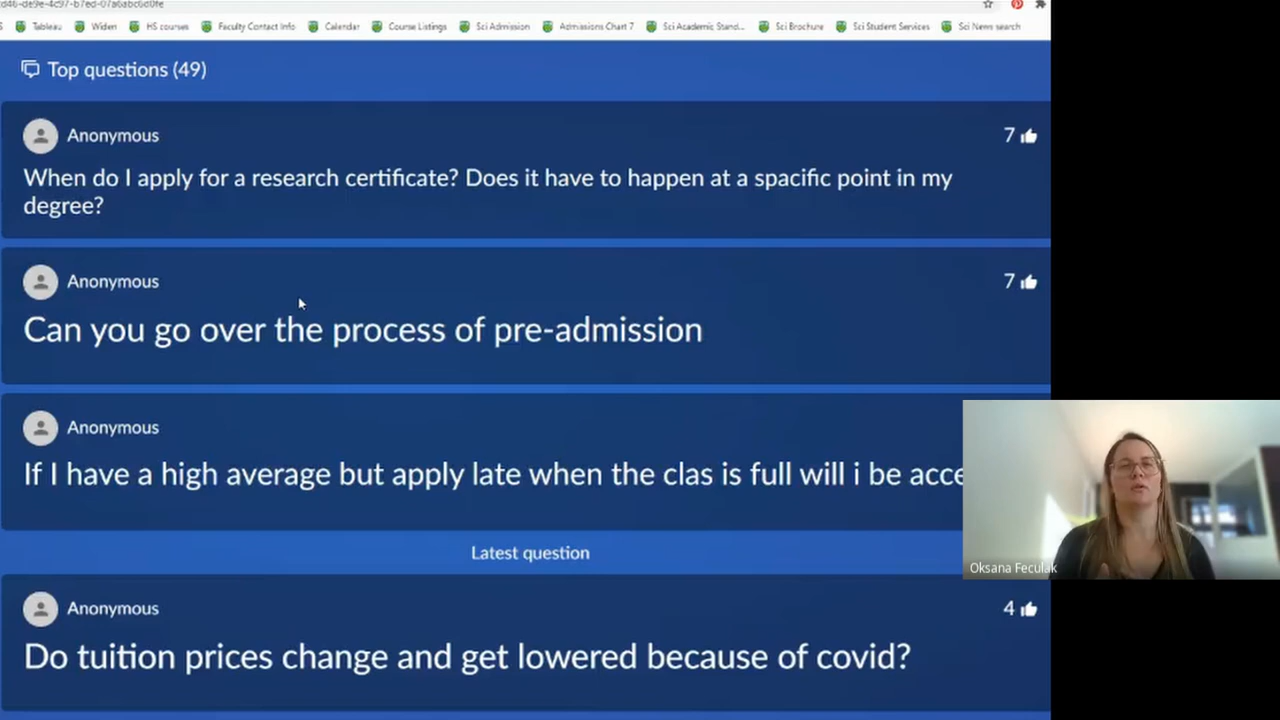 Tableau Widen HS courses Faculty Contact Info Calendar Course Listings Sci Admission Admissions Chart 7 Sci Academic Stand... Sci Brochure Sci Student Services Sci News search
Top questions (49)
Anonymous
7
When do I apply for a research certificate? Does it have to happen at a spacific point in my
degree?
Anonymous
7
Can you go over the process of pre-admission
Anonymous
If I have a high average but apply late when the clas is full will i be acce
Oksana Feculak
Latest question
Anonymous
4
Do tuition prices change and get lowered because of covid?